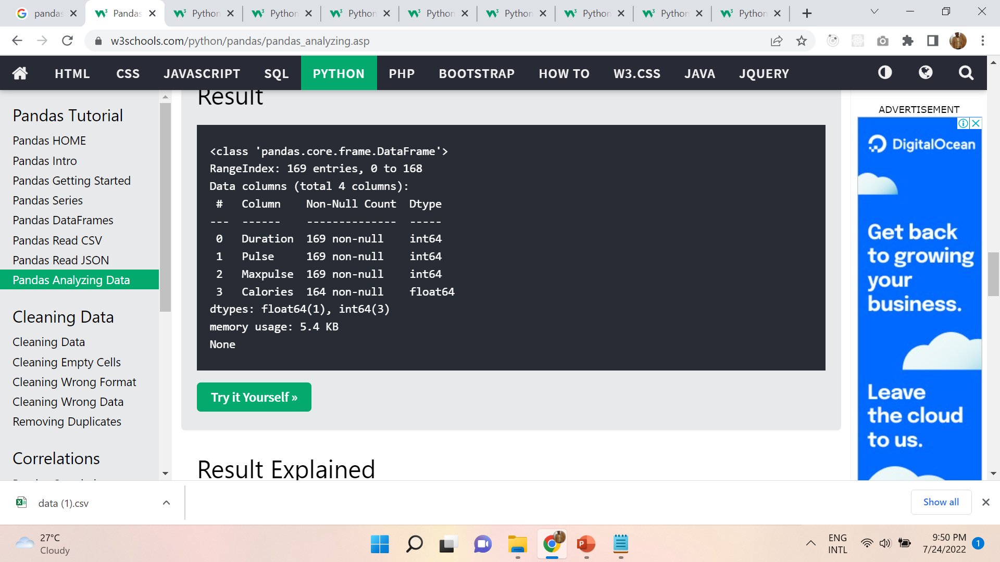 pandas
Pandas
Python
Python
Python
Python
Python
Python
Python
Python
w3schools.com/python/pandas/pandas_analyzing.asp
HTML CSS JAVASCRIPT SQL PYTHON PHP BOOTSTRAP HOW TO W3.CSS JAVA JQUERY
Pandas Tutorial
Pandas HOME
Pandas Intro
Pandas Getting Started
Pandas Series
Pandas DataFrames
Pandas Read CSV
Pandas Read JSON
Pandas Analyzing Data
Cleaning Data
Cleaning Data
Cleaning Empty Cells
Cleaning Wrong Format
Cleaning Wrong Data
Removing Duplicates
Correlations
Result
<class 'pandas.core.frame.DataFrame'>
RangeIndex: 169 entries, 0 to 168
Data columns (total 4 columns):
# Column Non-Null Count Dtype
--- ------ -------------- -----
0 Duration 169 non-null int64
1 Pulse 169 non-null int64
2 Maxpulse 169 non-null int64
3 Calories 164 non-null float64
dtypes: float64(1), int64(3)
memory usage: 5.4 KB
None
Try it Yourself »
Result Explained
ADVERTISEMENT
DigitalOcean
Get back
to growing
your
business.
Leave
the cloud
to us.
data (1).csv
Show all
27°C
Cloudy
ENG
INTL
9:50 PM
7/24/2022
1